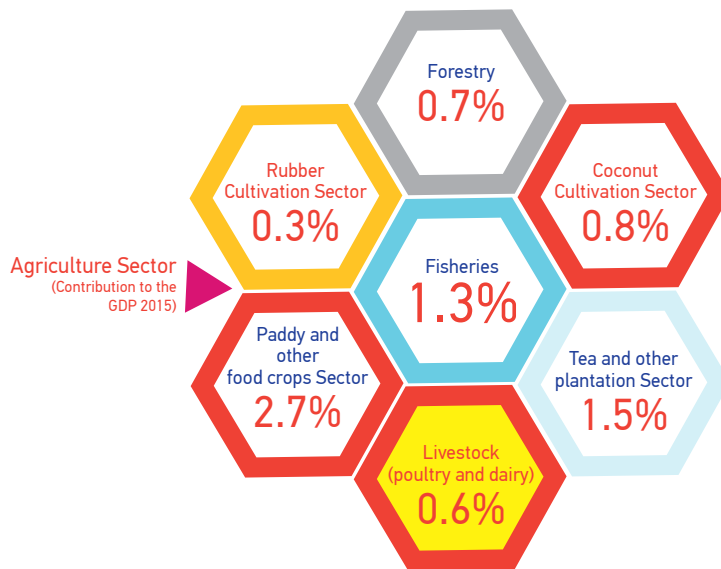 Forestry
0.7%
Rubber
Cultivation Sector
0.3%
Coconut
Cultivation Sector
0.8%
Agriculture Sector
(Contribution to the
GDP 2015)
Fisheries
1.3%
Paddy and
other
food crops Sector
2.7%
Tea and other
plantation Sector
1.5%
Livestock
(poultry and dairy)
0.6%